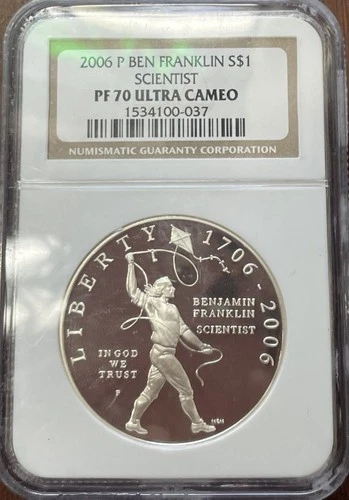 2006 P BEN FRANKLIN S$1
SCIENTIST
PF 70 ULTRA CAMEO
1534100-037
NUMISMATIC GUARANTY CORPORATION
LIBERTY 1706-2006
BENJAMIN
FRANKLIN
SCIENTIST
IN GOD
WE
TRUST
P